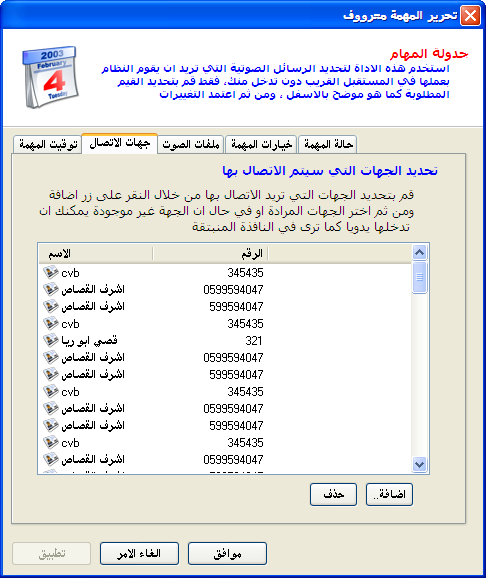 تحرير المهمة معرووف
2003
February
4
Tuesday
جدولة المهام
استخدم هذه الاداة لتحديد الرسائل الصوتية التي تريد ان يقوم النظام
بعملها في المستقبل القريب دون تدخل منك، فقط قم بتحديد القيم
المطلوبة كما هو موضح بالاسفل ، ومن ثم اعتمد التغييرات
حالة المهمة خيارات المهمة ملفات الصوت جهات الاتصال توقيت المهمة
تحديد الجهات التي سيتم الاتصال بها
قم بتحديد الجهات التي تريد الاتصال بها من خلال النقر على زر اضافة
ومن ثم اختر الجهات المرادة او في حال ان الجهة غير موجودة يمكنك ان
تدخلها يدويا كما ترى في النافذة المنبثقة
الاسم الرقم
cvb 345435
اشرف القصاص 0599594047
اشرف القصاص 599594047
cvb 345435
قصي ابو ريا 321
اشرف القصاص 0599594047
اشرف القصاص 599594047
cvb 345435
اشرف القصاص 0599594047
اشرف القصاص 599594047
cvb 345435
اشرف القصاص 0599594047
اضافة.. حذف
موافق الغاء الامر تطبيق